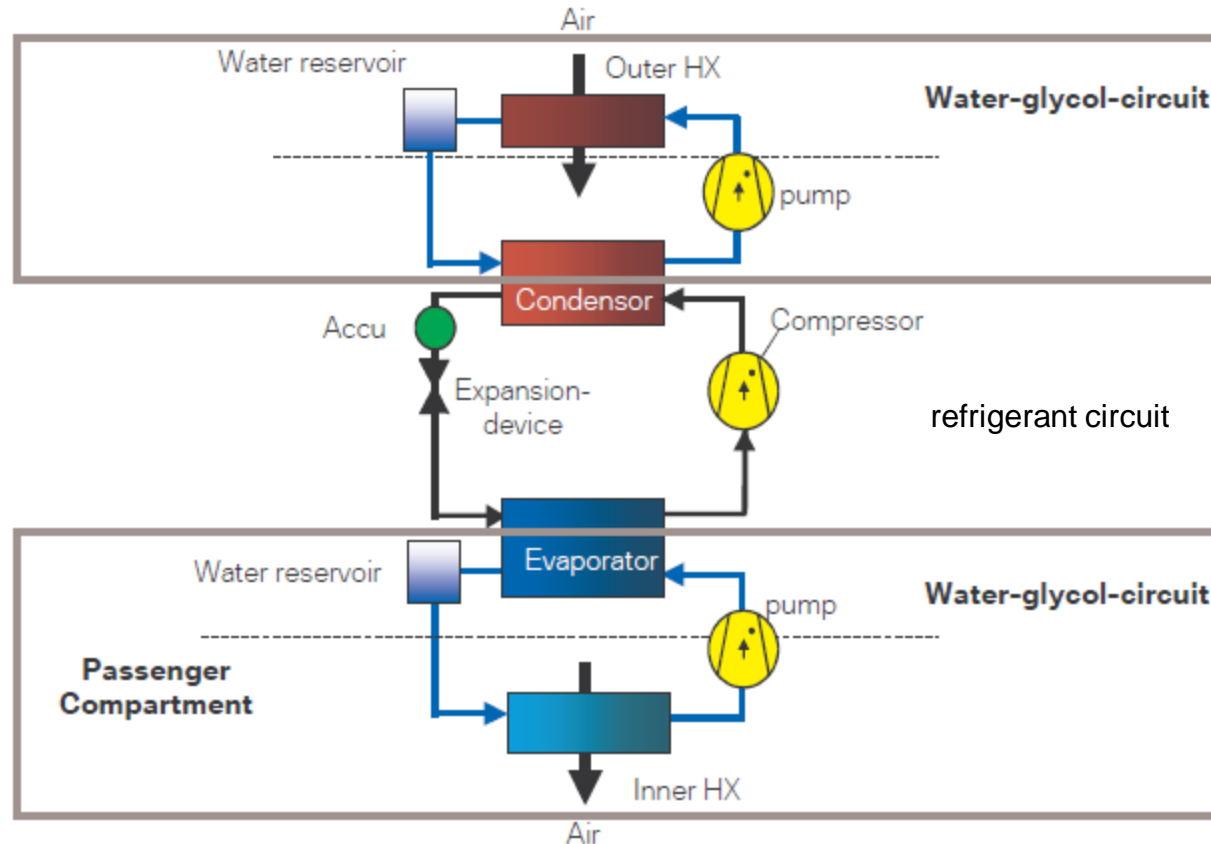 Air
Water reservoir
Outer HX
Water-glycol-circuit
pump
Condensor
Accu
Compressor
Expansion-
device
refrigerant circuit
Evaporator
Water reservoir
Water-glycol-circuit
pump
Passenger
Compartment
Inner HX
Air